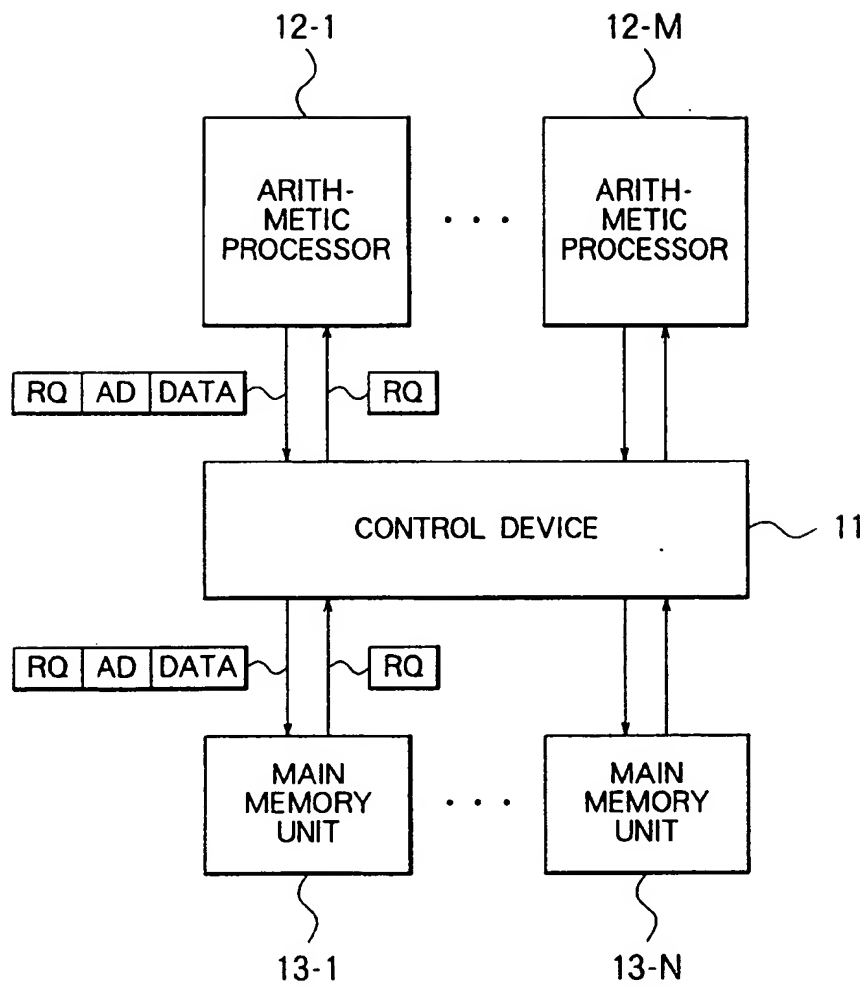 12-1
12-M
ARITH-
METIC
PROCESSOR
• • •
ARITH-
METIC
PROCESSOR
RQ AD DATA
RQ
CONTROL DEVICE
11
RQ AD DATA
RQ
MAIN
MEMORY
UNIT
• • •
MAIN
MEMORY
UNIT
13-1
13-N